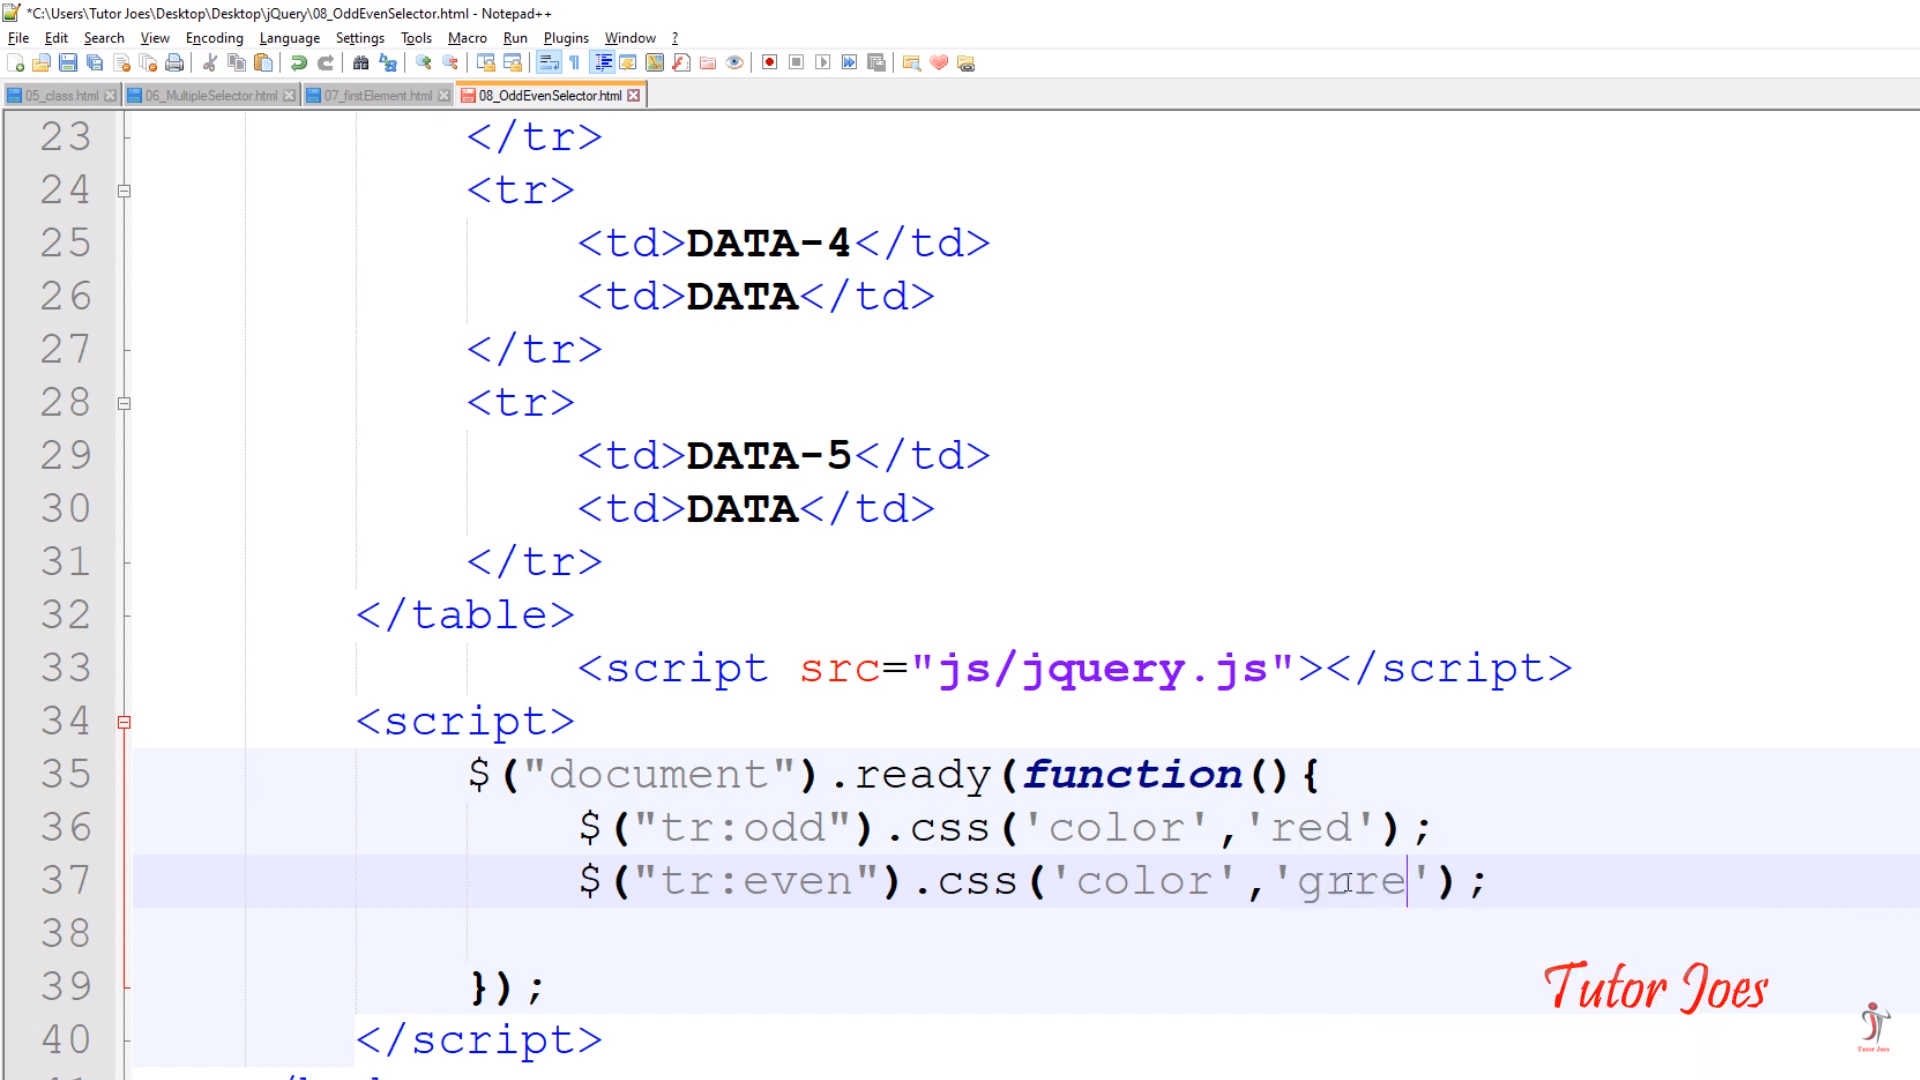 *C:\Users\Tutor Joes\Desktop\Desktop\jQuery\08_OddEvenSelector.html - Notepad++
File Edit Search View Encoding Language Settings Tools Macro Run Plugins Window ?
05_class.html 06_MultipleSelector.html 07_firstElement.html 08_OddEvenSelector.html
23 </tr>
24 <tr>
25 <td>DATA-4</td>
26 <td>DATA</td>
27 </tr>
28 <tr>
29 <td>DATA-5</td>
30 <td>DATA</td>
31 </tr>
32 </table>
33 <script src="js/jquery.js"></script>
34 <script>
35 $("document").ready(function(){
36 $("tr:odd").css('color','red');
37 $("tr:even").css('color','grre');
38
39 });
40 </script>
Tutor Joes
Tutor Joes